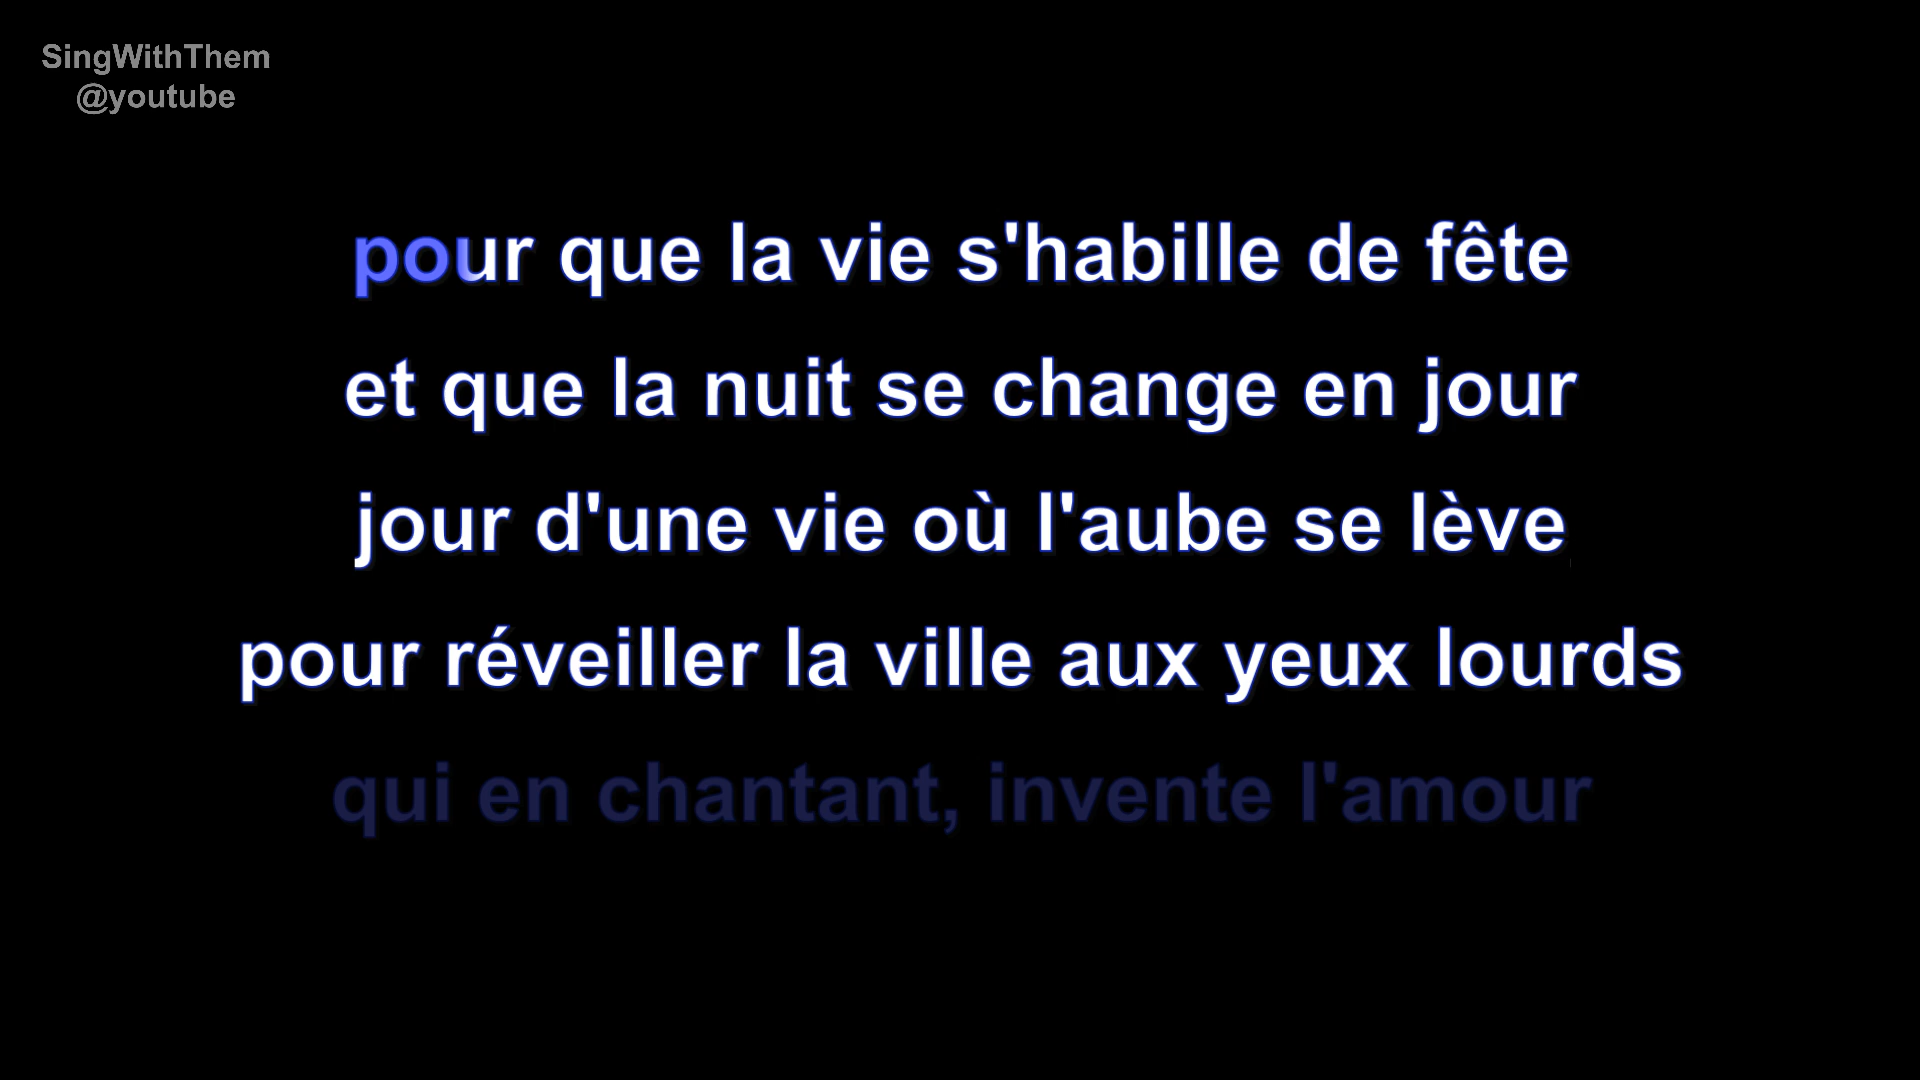 SingWithThem
@youtube
pour que la vie s'habille de fête
et que la nuit se change en jour
jour d'une vie où l'aube se lève
pour réveiller la ville aux yeux lourds
qui en chantant, invente l'amour